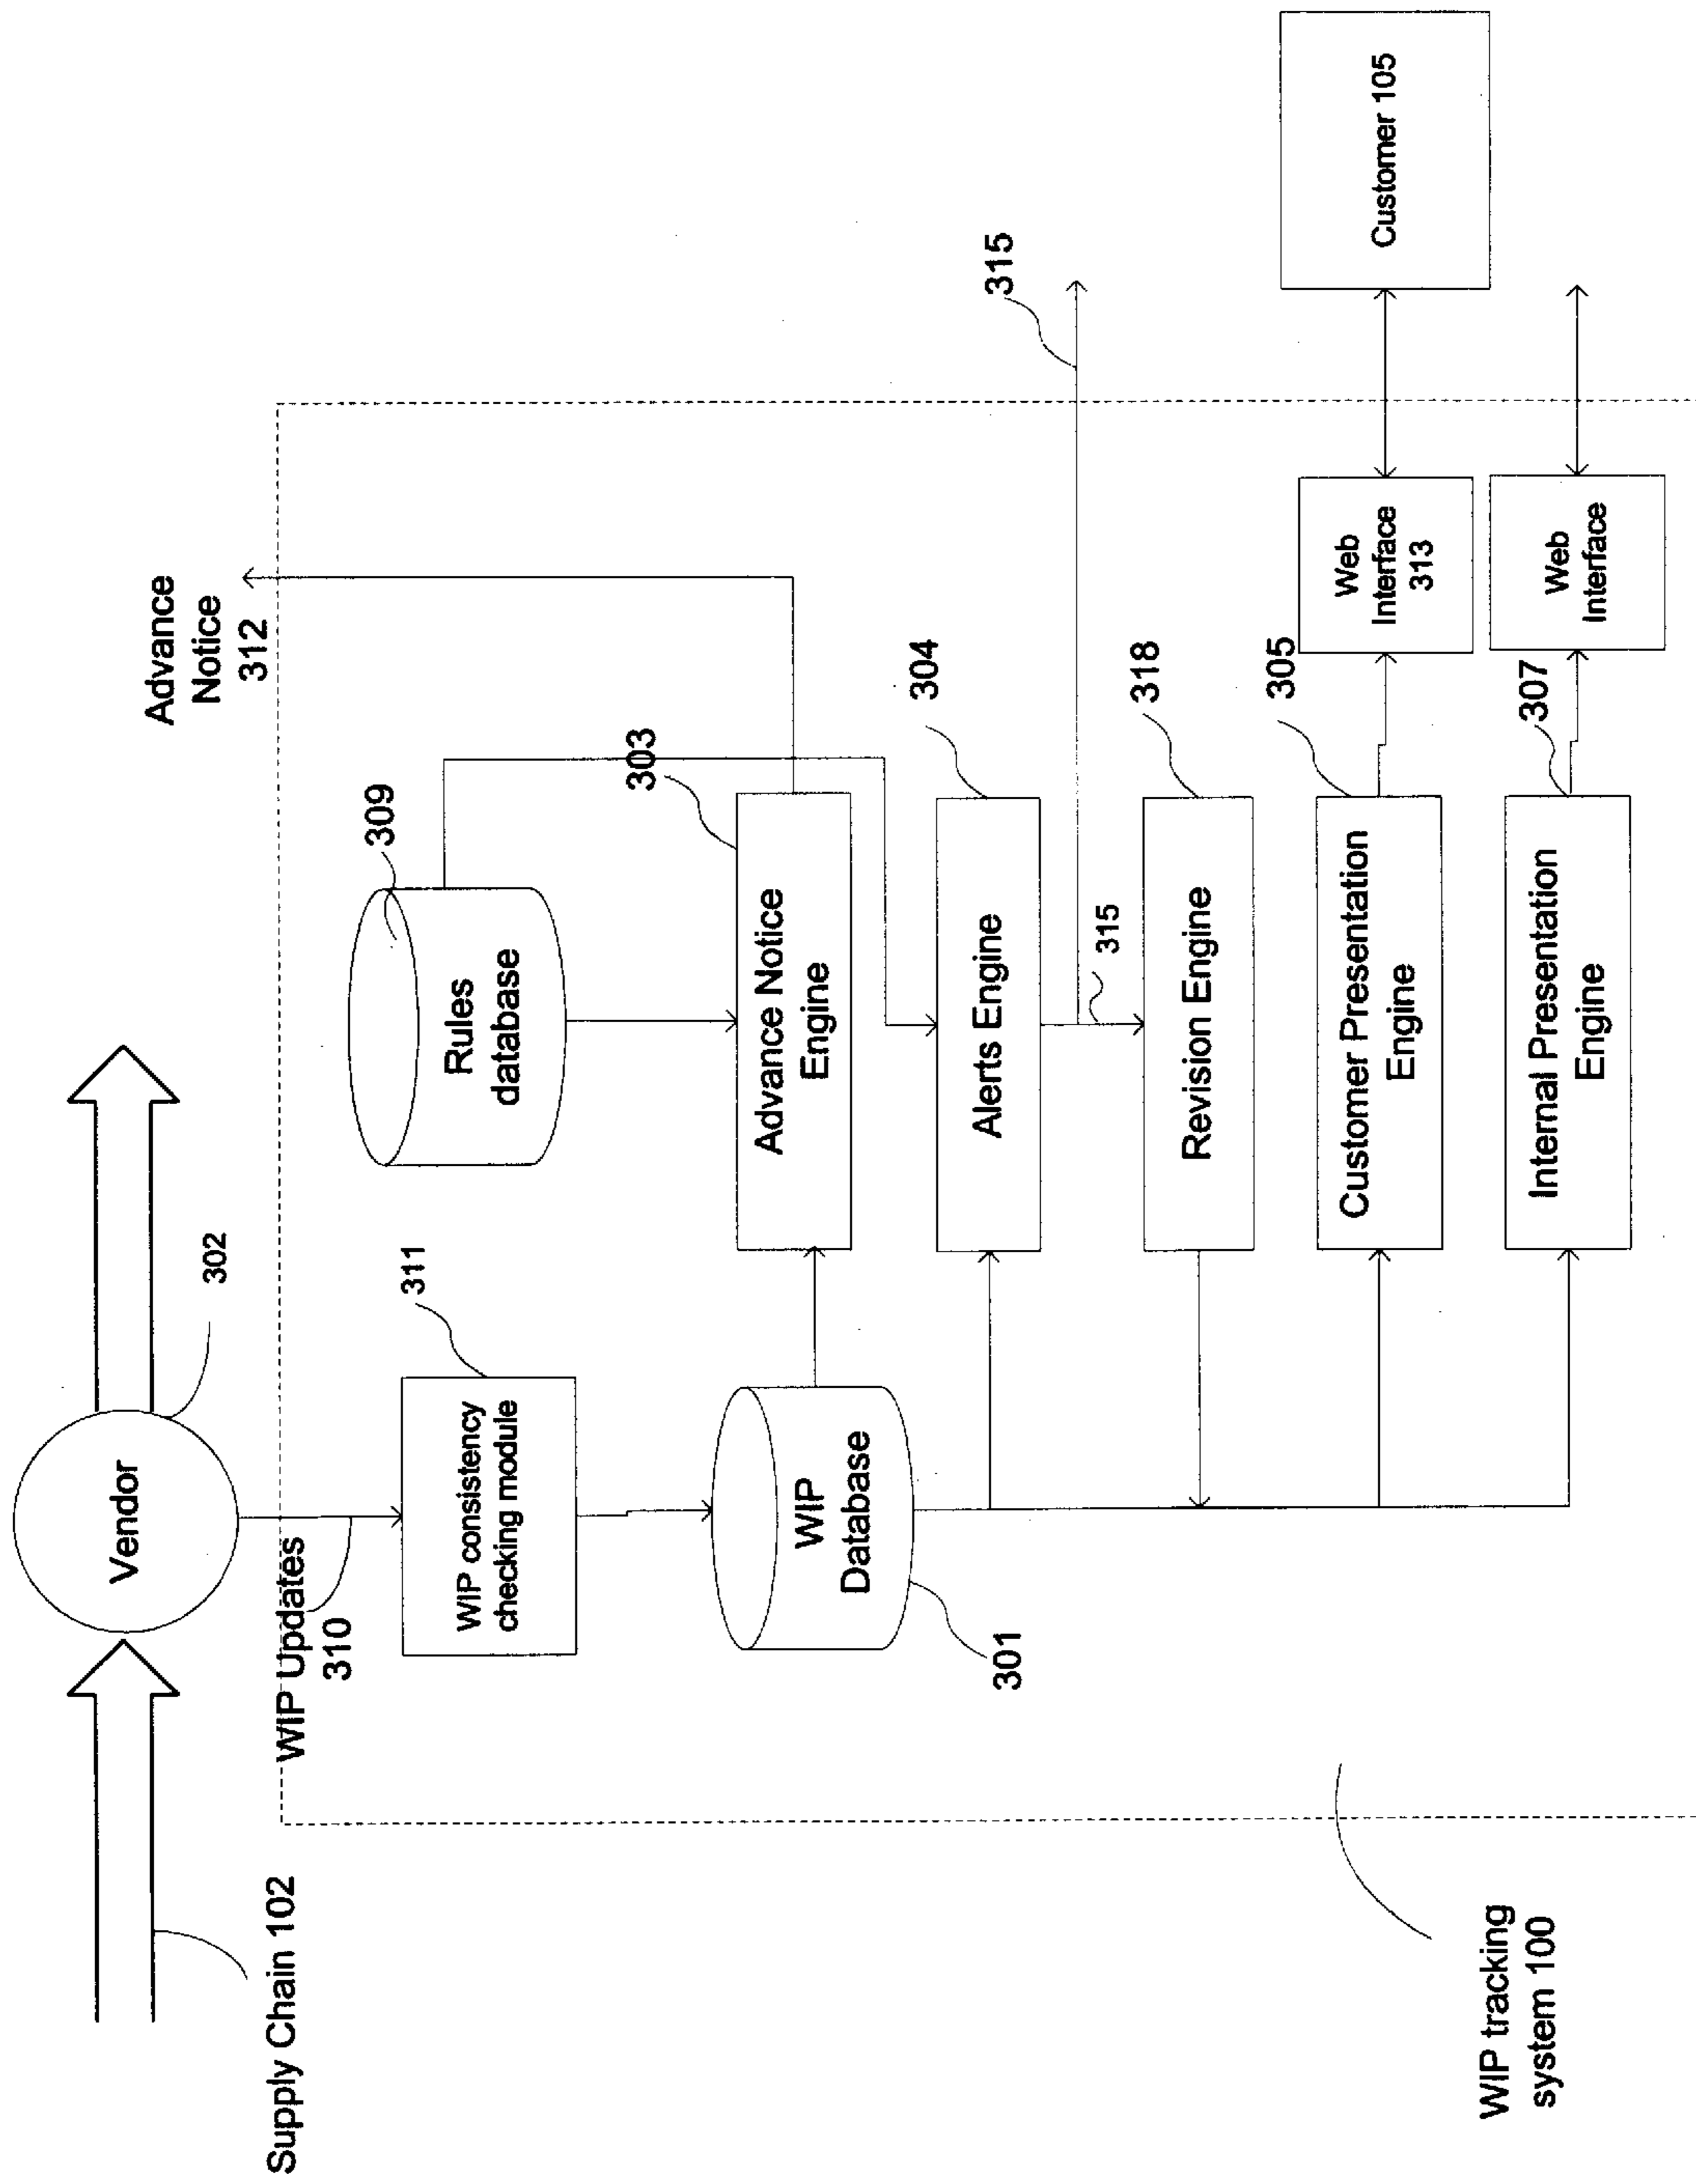 Supply Chain 102
Vendor
302
WIP Updates
310
Advance
Notice
312
WIP consistency
checking module
311
Rules
database
309
WIP
Database
301
Advance Notice
Engine
303
Alerts Engine
304
315
315
Revision Engine
318
Customer Presentation
Engine
305
Web
Interface
313
Customer 105
Internal Presentation
Engine
307
Web
Interface
WIP tracking
system 100